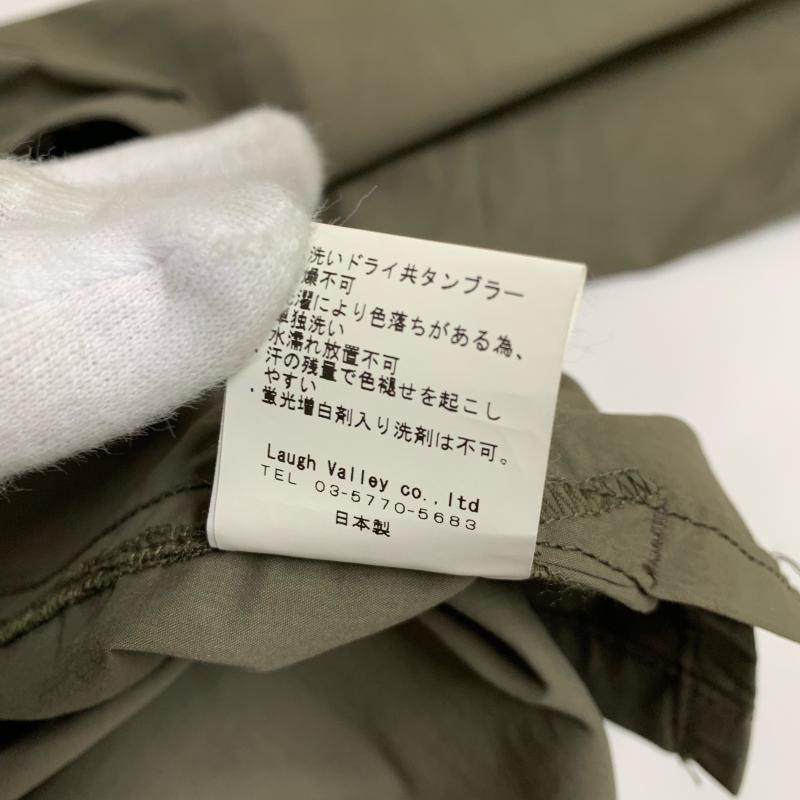 洗いドライ共タンブラー
燥不可
濯により色落ちがある為、
単独洗い
水濡れ放置不可
・汗の残量で色褪せを起こし
やすい
・蛍光増白剤入り洗剤は不可。
Laugh Valley co.,ltd
TEL 03-5770-5683
日本製